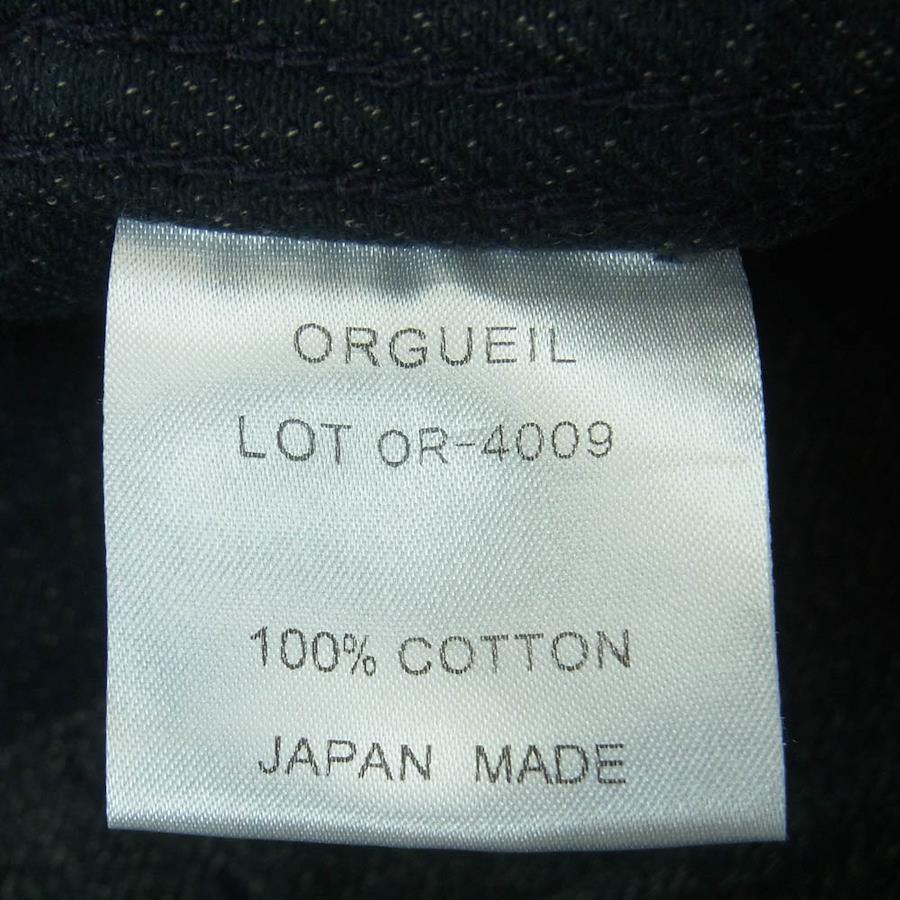 ORGUEIL
LOT OR-4009
100% COTTON
JAPAN MADE